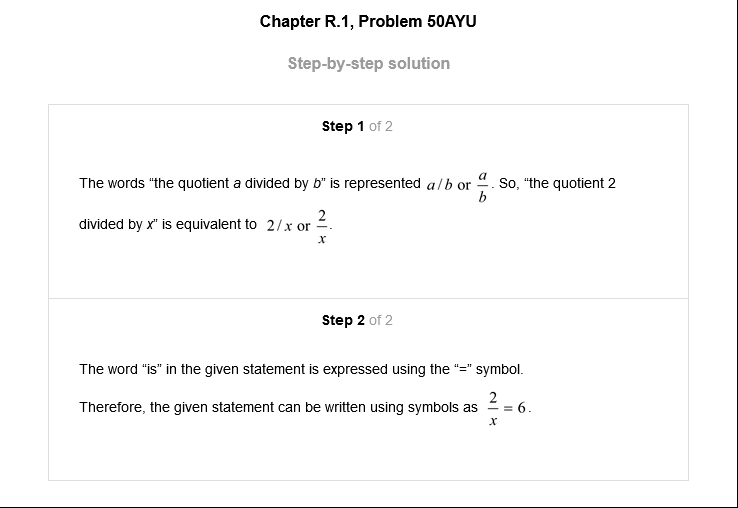 Chapter R.1, Problem 50AYU
Step-by-step solution
Step 1 of 2
The words “the quotient a divided by b” is represented a/b or a/b. So, “the quotient 2
divided by x” is equivalent to 2/x or 2/x.
Step 2 of 2
The word “is” in the given statement is expressed using the “=” symbol.
Therefore, the given statement can be written using symbols as 2/x = 6.